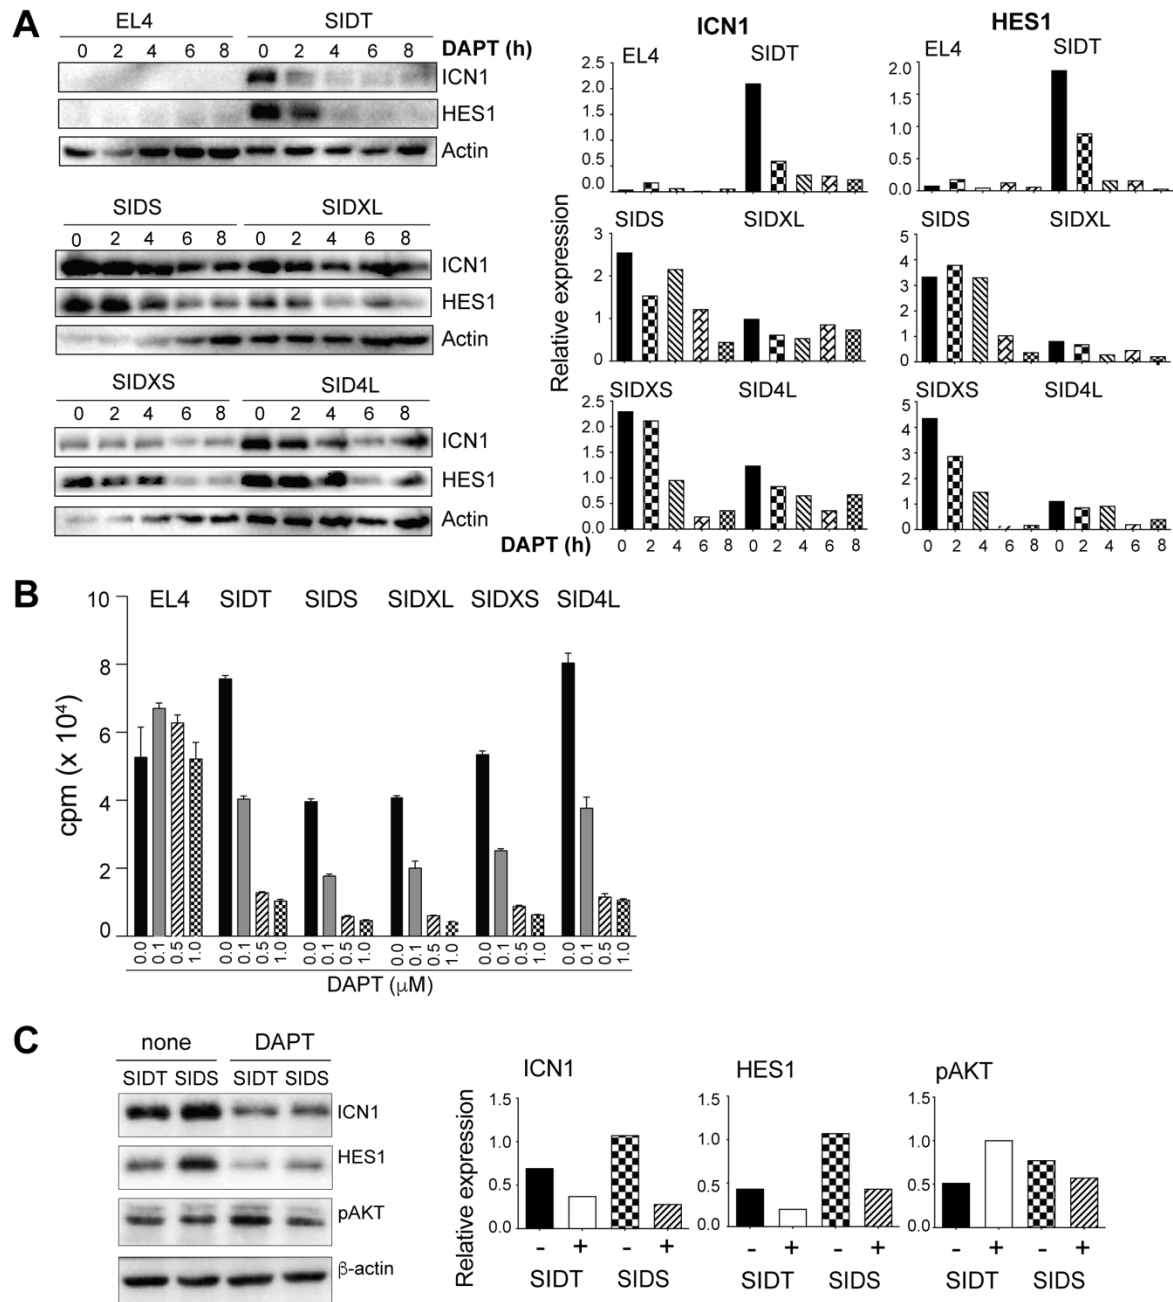 A
EL4 SIDT
0 2 4 6 8 0 2 4 6 8 DAPT (h)
ICN1
HES1
Actin
SIDS SIDXL
0 2 4 6 8 0 2 4 6 8
ICN1
HES1
Actin
SIDXS SID4L
0 2 4 6 8 0 2 4 6 8
ICN1
HES1
Actin
ICN1 HES1
Relative expression
EL4 SIDT
2.5
2.0
1.5
1.0
0.5
0.0
EL4 SIDT
2.0
1.5
1.0
0.5
0.0
SIDS SIDXL
3
2
1
0
SIDS SIDXL
5
4
3
2
1
0
SIDXS SID4L
2.5
2.0
1.5
1.0
0.5
0.0
SIDXS SID4L
5
4
3
2
1
0
DAPT (h) 0 2 4 6 8 0 2 4 6 8 0 2 4 6 8 0 2 4 6 8
B
cpm (x 10⁴)
10
8
6
4
2
0
EL4 SIDT SIDS SIDXL SIDXS SID4L
0.0 0.1 0.5 1.0 0.0 0.1 0.5 1.0 0.0 0.1 0.5 1.0 0.0 0.1 0.5 1.0 0.0 0.1 0.5 1.0 0.0 0.1 0.5 1.0
DAPT (μM)
C
none DAPT
SIDT SIDS SIDT SIDS
ICN1
HES1
pAKT
β-actin
Relative expression
ICN1
1.5
1.0
0.5
0.0
- + - +
SIDT SIDS
HES1
1.5
1.0
0.5
0.0
- + - +
SIDT SIDS
pAKT
1.5
1.0
0.5
0.0
- + - +
SIDT SIDS